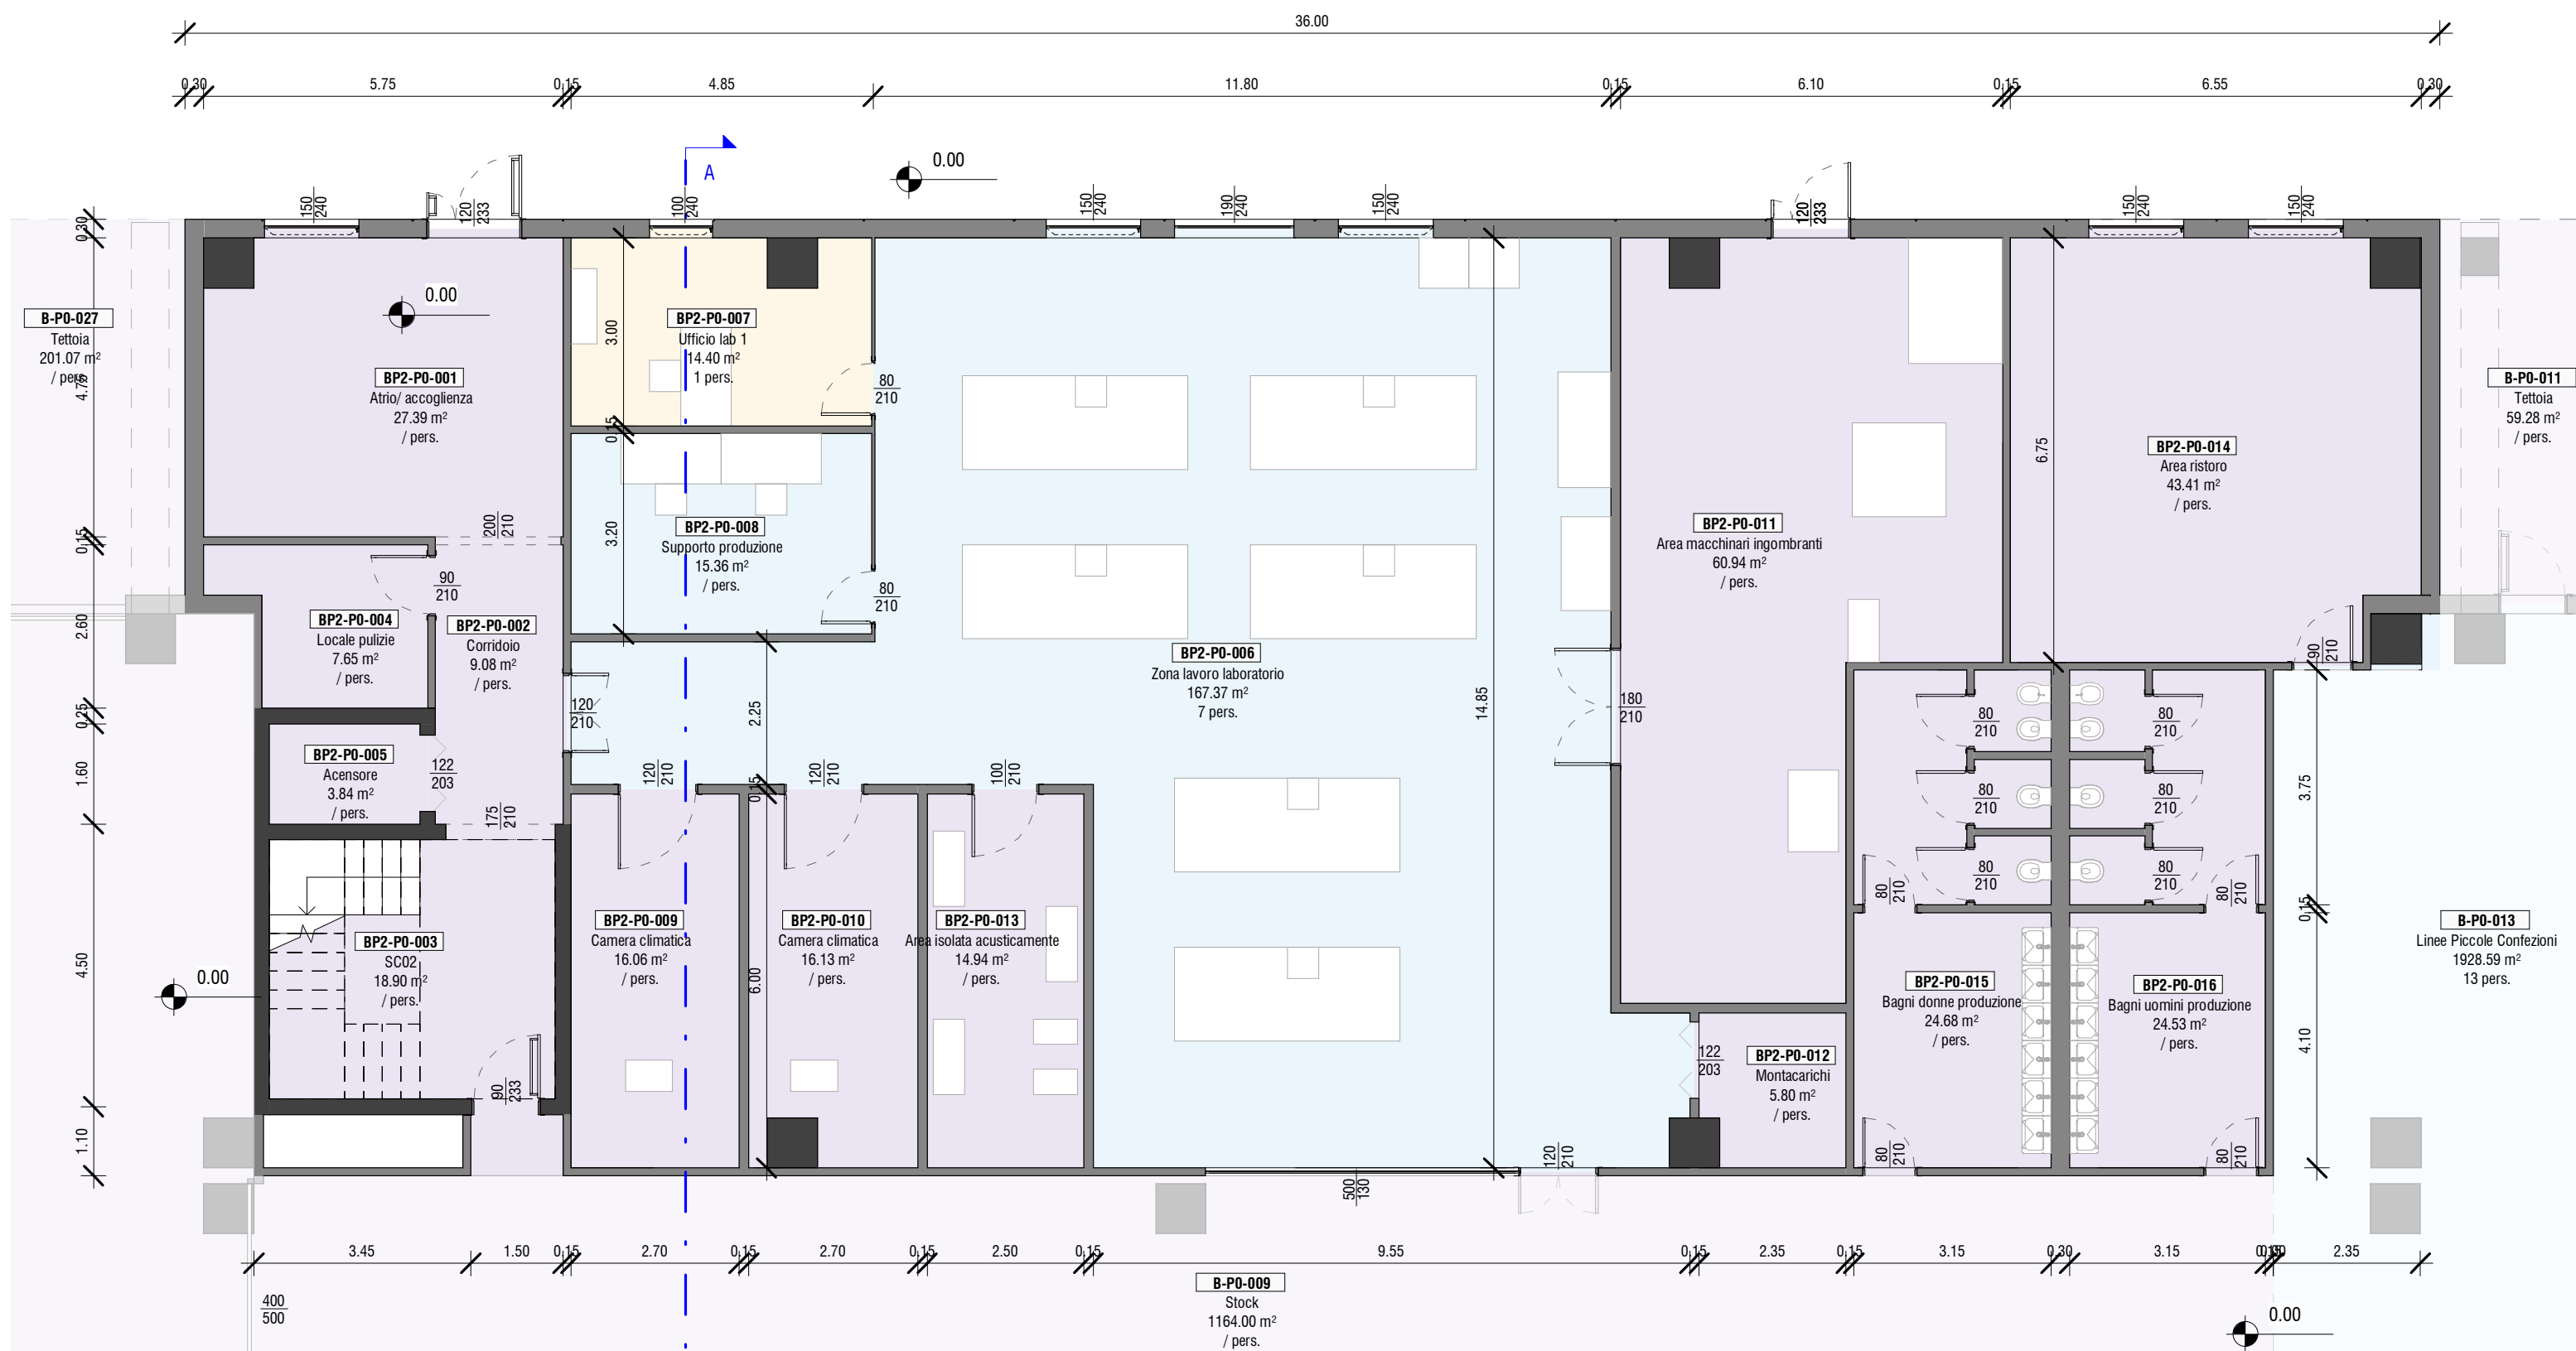 36.00
0.30
5.75
0.15
4.85
11.80
0.15
6.10
0.15
6.55
0.30
A
0.00
150
240
120
233
100
240
150
240
190
240
150
240
120
233
150
240
150
240
0.30
4.75
0.15
2.60
0.25
1.60
4.50
1.10
B-P0-027
Tettoia
201.07 m²
/ pers.
0.00
BP2-P0-001
Atrio/ accoglienza
27.39 m²
/ pers.
200
210
90
210
BP2-P0-004
Locale pulizie
7.65 m²
/ pers.
BP2-P0-002
Corridoio
9.08 m²
/ pers.
BP2-P0-005
Acensore
3.84 m²
/ pers.
122
203
175
210
BP2-P0-003
SC02
18.90 m²
/ pers.
0.00
90
233
3.00
0.15
3.20
BP2-P0-007
Ufficio lab 1
14.40 m²
1 pers.
80
210
BP2-P0-008
Supporto produzione
15.36 m²
/ pers.
80
210
120
210
2.25
0.15
6.00
120
210
120
210
100
210
BP2-P0-009
Camera climatica
16.06 m²
/ pers.
BP2-P0-010
Camera climatica
16.13 m²
/ pers.
BP2-P0-013
Area isolata acusticamente
14.94 m²
/ pers.
BP2-P0-006
Zona lavoro laboratorio
167.37 m²
7 pers.
14.85
180
210
BP2-P0-011
Area macchinari ingombranti
60.94 m²
/ pers.
6.75
BP2-P0-014
Area ristoro
43.41 m²
/ pers.
90
210
B-P0-011
Tettoia
59.28 m²
/ pers.
80
210
80
210
80
210
80
210
80
210
80
210
80
210
80
210
3.75
0.15
4.10
122
203
BP2-P0-012
Montacarichi
5.80 m²
/ pers.
BP2-P0-015
Bagni donne produzione
24.68 m²
/ pers.
BP2-P0-016
Bagni uomini produzione
24.53 m²
/ pers.
B-P0-013
Linee Piccole Confezioni
1928.59 m²
13 pers.
80
210
80
210
120
210
500
130
3.45
1.50
0.15
2.70
0.15
2.70
0.15
2.50
0.15
9.55
0.15
2.35
0.15
3.15
0.30
3.15
2.35
B-P0-009
Stock
1164.00 m²
/ pers.
400
500
0.00